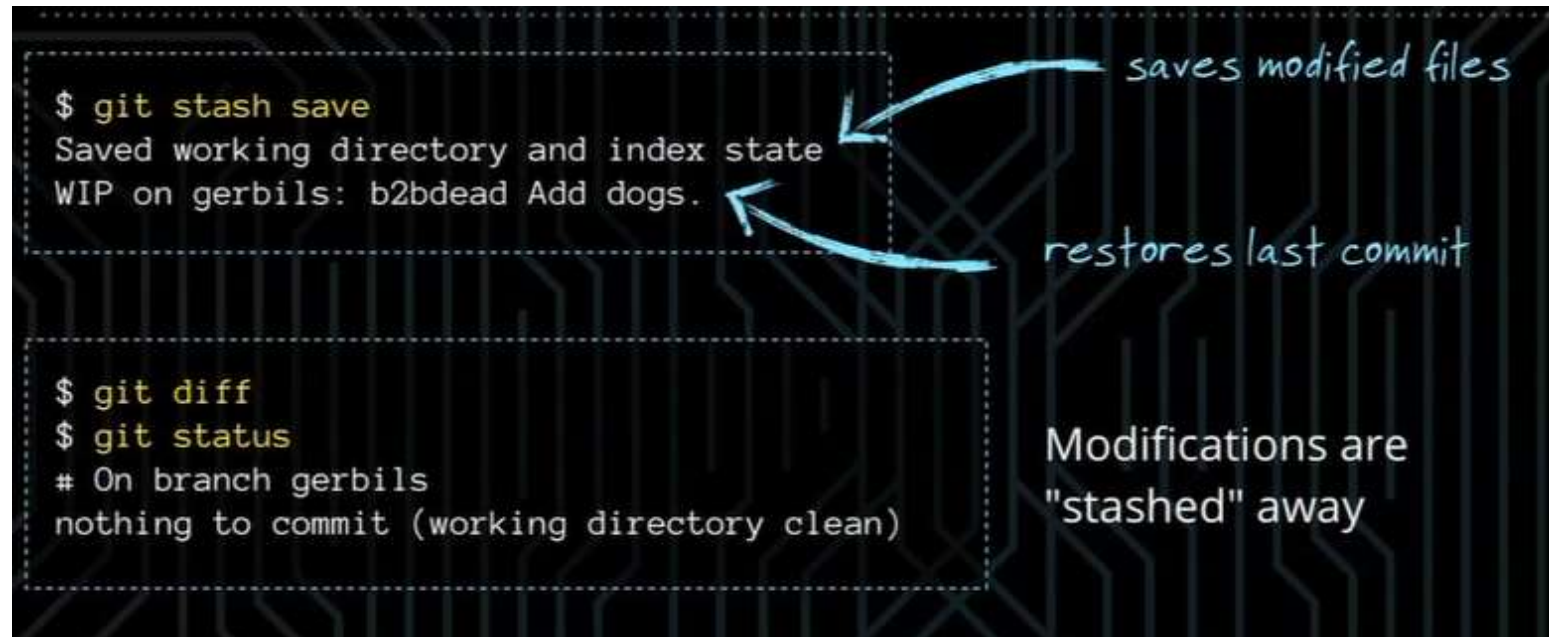 $ git stash save
Saved working directory and index state
WIP on gerbils: b2bdead Add dogs.
saves modified files
restores last commit
$ git diff
$ git status
# On branch gerbils
nothing to commit (working directory clean)
Modifications are
"stashed" away